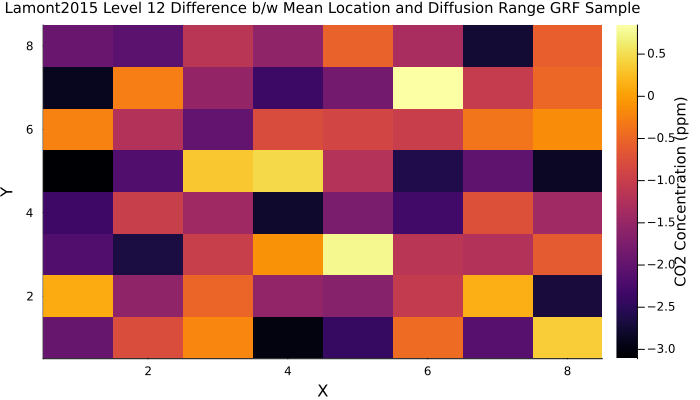 Lamont2015 Level 12 Difference b/w Mean Location and Diffusion Range GRF Sample
8
6
4
2
Y
2 4 6 8
X
0.5
0
−0.5
−1.0
−1.5
−2.0
−2.5
−3.0
CO2 Concentration (ppm)